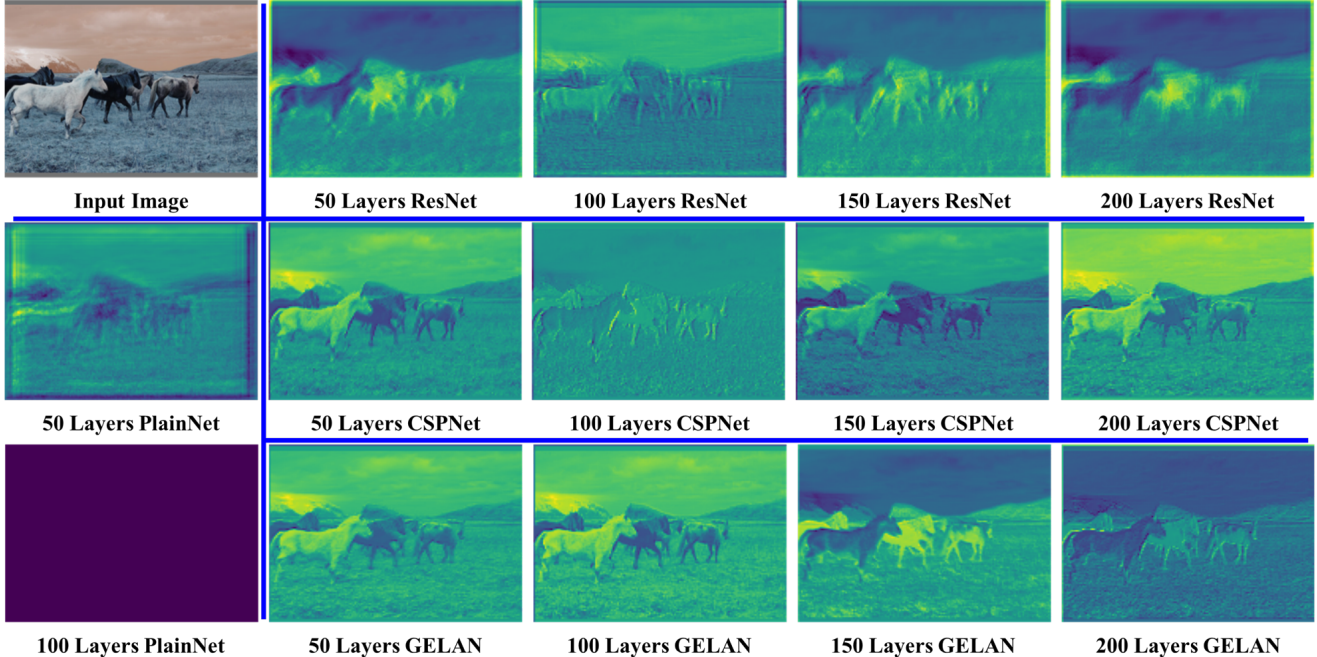 Input Image
50 Layers ResNet
100 Layers ResNet
150 Layers ResNet
200 Layers ResNet
50 Layers PlainNet
50 Layers CSPNet
100 Layers CSPNet
150 Layers CSPNet
200 Layers CSPNet
100 Layers PlainNet
50 Layers GELAN
100 Layers GELAN
150 Layers GELAN
200 Layers GELAN